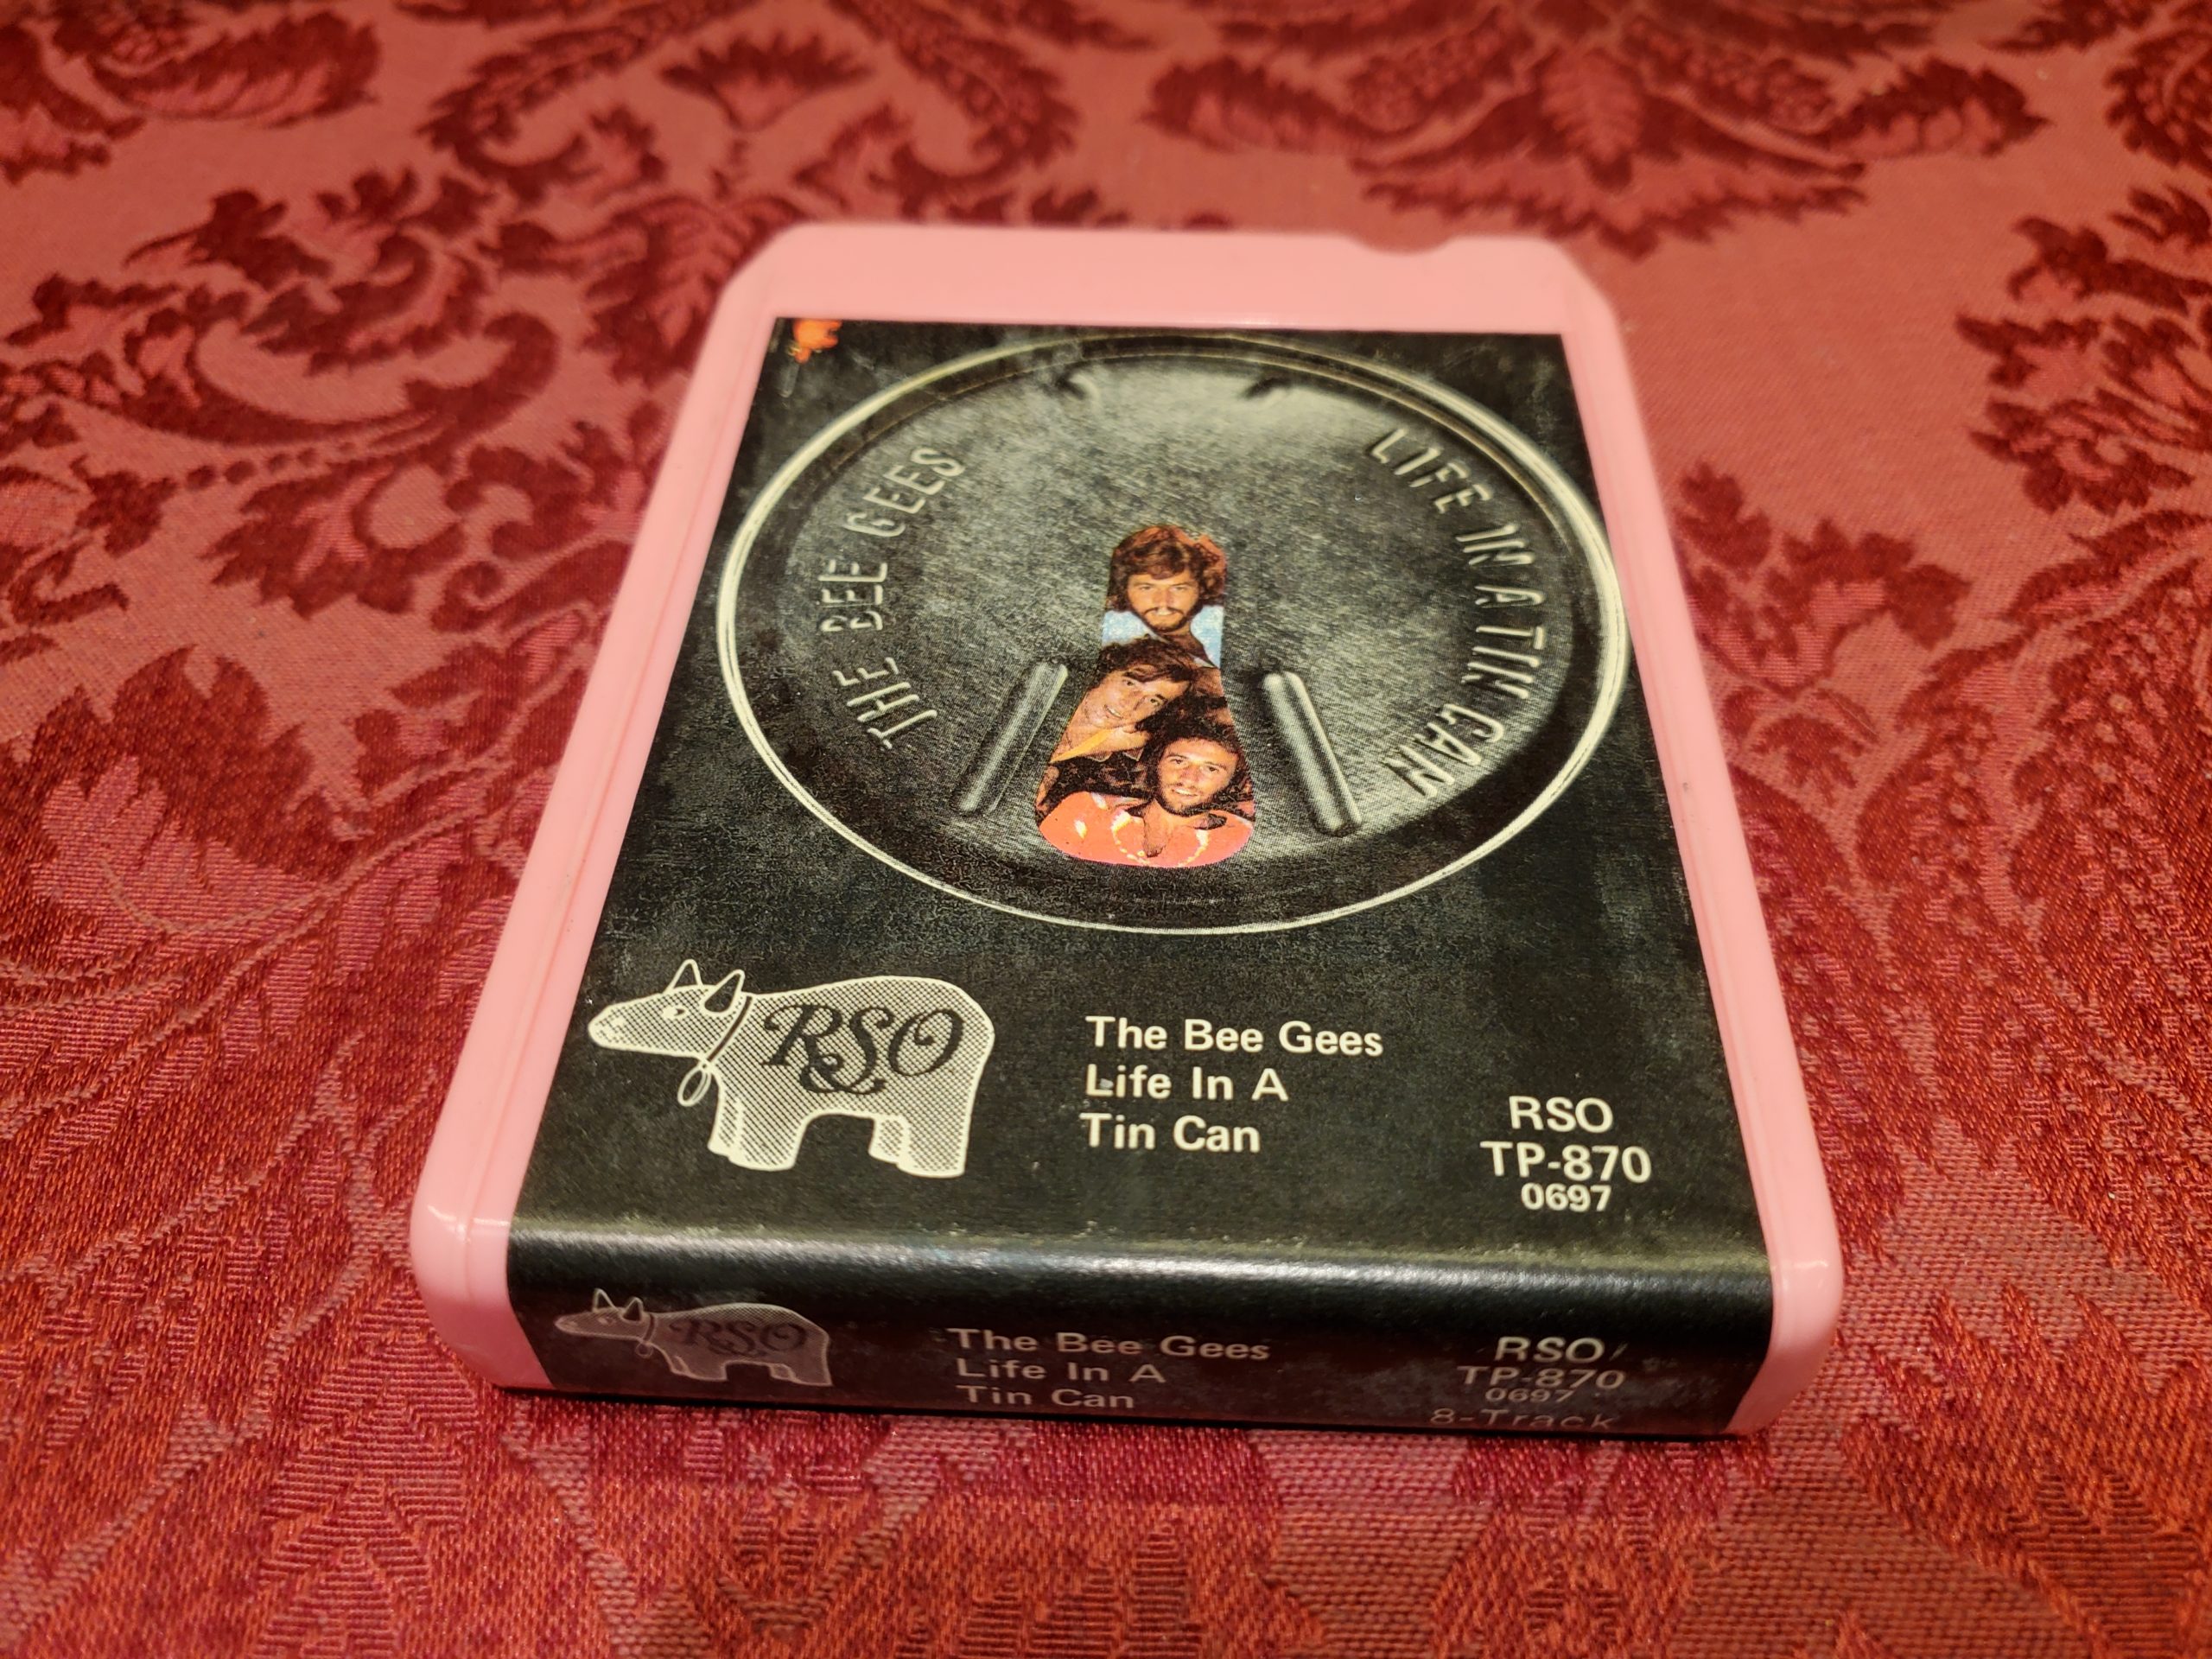 THE BEE GEES
LIFE IN A TIN CAN
RSO
The Bee Gees
Life In A
Tin Can
RSO
TP-870
0697
RSO
The Bee Gees
Life In A
Tin Can
RSO
TP-870
0697
8-Track